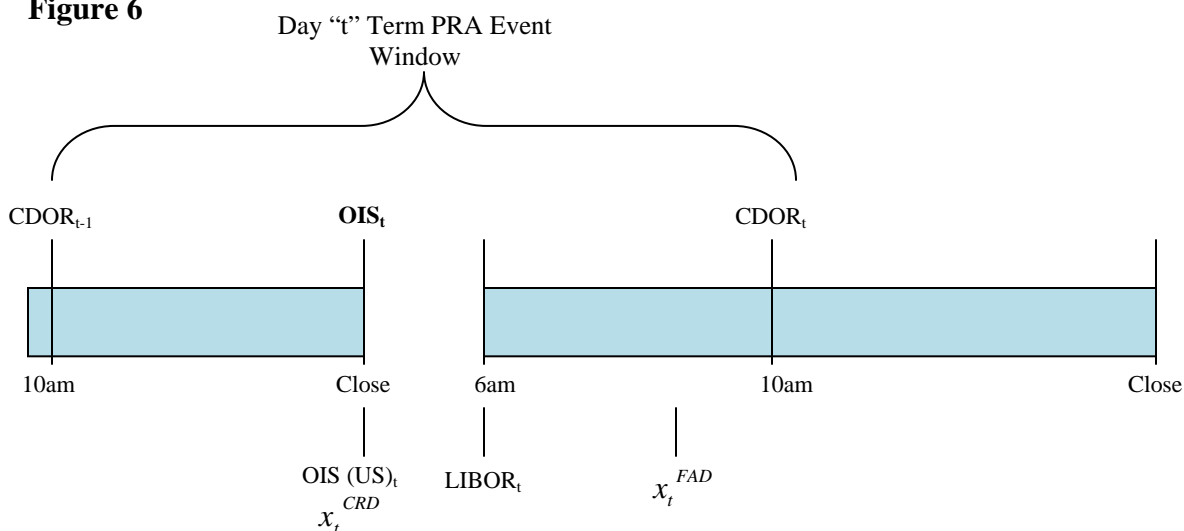 Figure 6
Day “t” Term PRA Event
Window
CDOR_{t-1} OIS_t CDOR_t
10am Close 6am 10am Close
OIS (US)_t LIBOR_t x_t^{FAD}
x_t^{CRD}